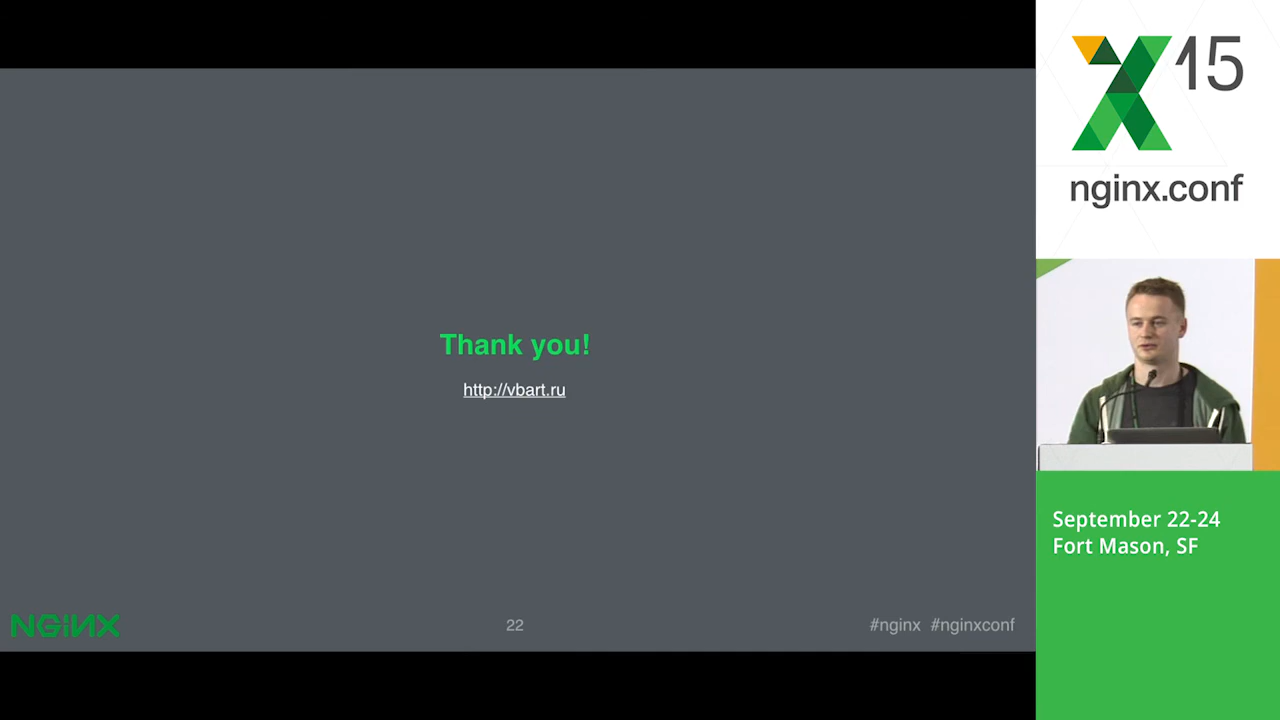 Thank you!
http://vbart.ru
NGINX
22
#nginx #nginxconf
15
nginx.conf
September 22-24
Fort Mason, SF